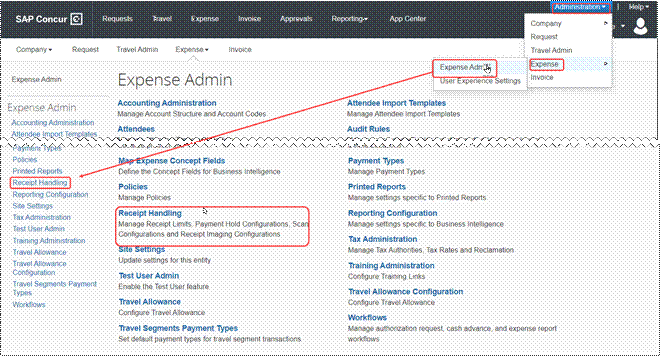 SAP Concur C Requests Travel Expense Invoice Approvals Reporting App Center Administration Help
Company
Request
Travel Admin
Expense
Invoice
Company Request Travel Admin Expense Invoice
Expense Admin
User Experience Settings
Expense Admin
Expense Admin
Accounting Administration
Attendee Import Templates
Payment Types
Policies
Printed Reports
Receipt Handling
Reporting Configuration
Site Settings
Tax Administration
Test User Admin
Training Administration
Travel Allowance
Travel Allowance
Configuration
Travel Segments Payment
Types
Workflows
Expense Admin
Accounting Administration
Manage Account Structure and Account Codes
Attendees
Map Expense Concept Fields
Define the Concept Fields for Business Intelligence
Policies
Manage Policies
Receipt Handling
Manage Receipt Limits, Payment Hold Configurations, Scan
Configurations and Receipt Imaging Configurations
Site Settings
Update settings for this entity
Test User Admin
Enable the Test User feature
Travel Allowance
Configure Travel Allowance
Travel Segments Payment Types
Set default payment types for travel segment transactions
Attendee Import Templates
Manage Attendee Import Templates
Audit Rules
Payment Types
Manage Payment Types
Printed Reports
Manage settings specific to Printed Reports
Reporting Configuration
Manage settings specific to Business Intelligence
Tax Administration
Manage Tax Authorities, Tax Rates and Reclamation
Training Administration
Configure Training Links
Travel Allowance Configuration
Configure Travel Allowance
Workflows
Manage authorization request, cash advance, and expense report
workflows